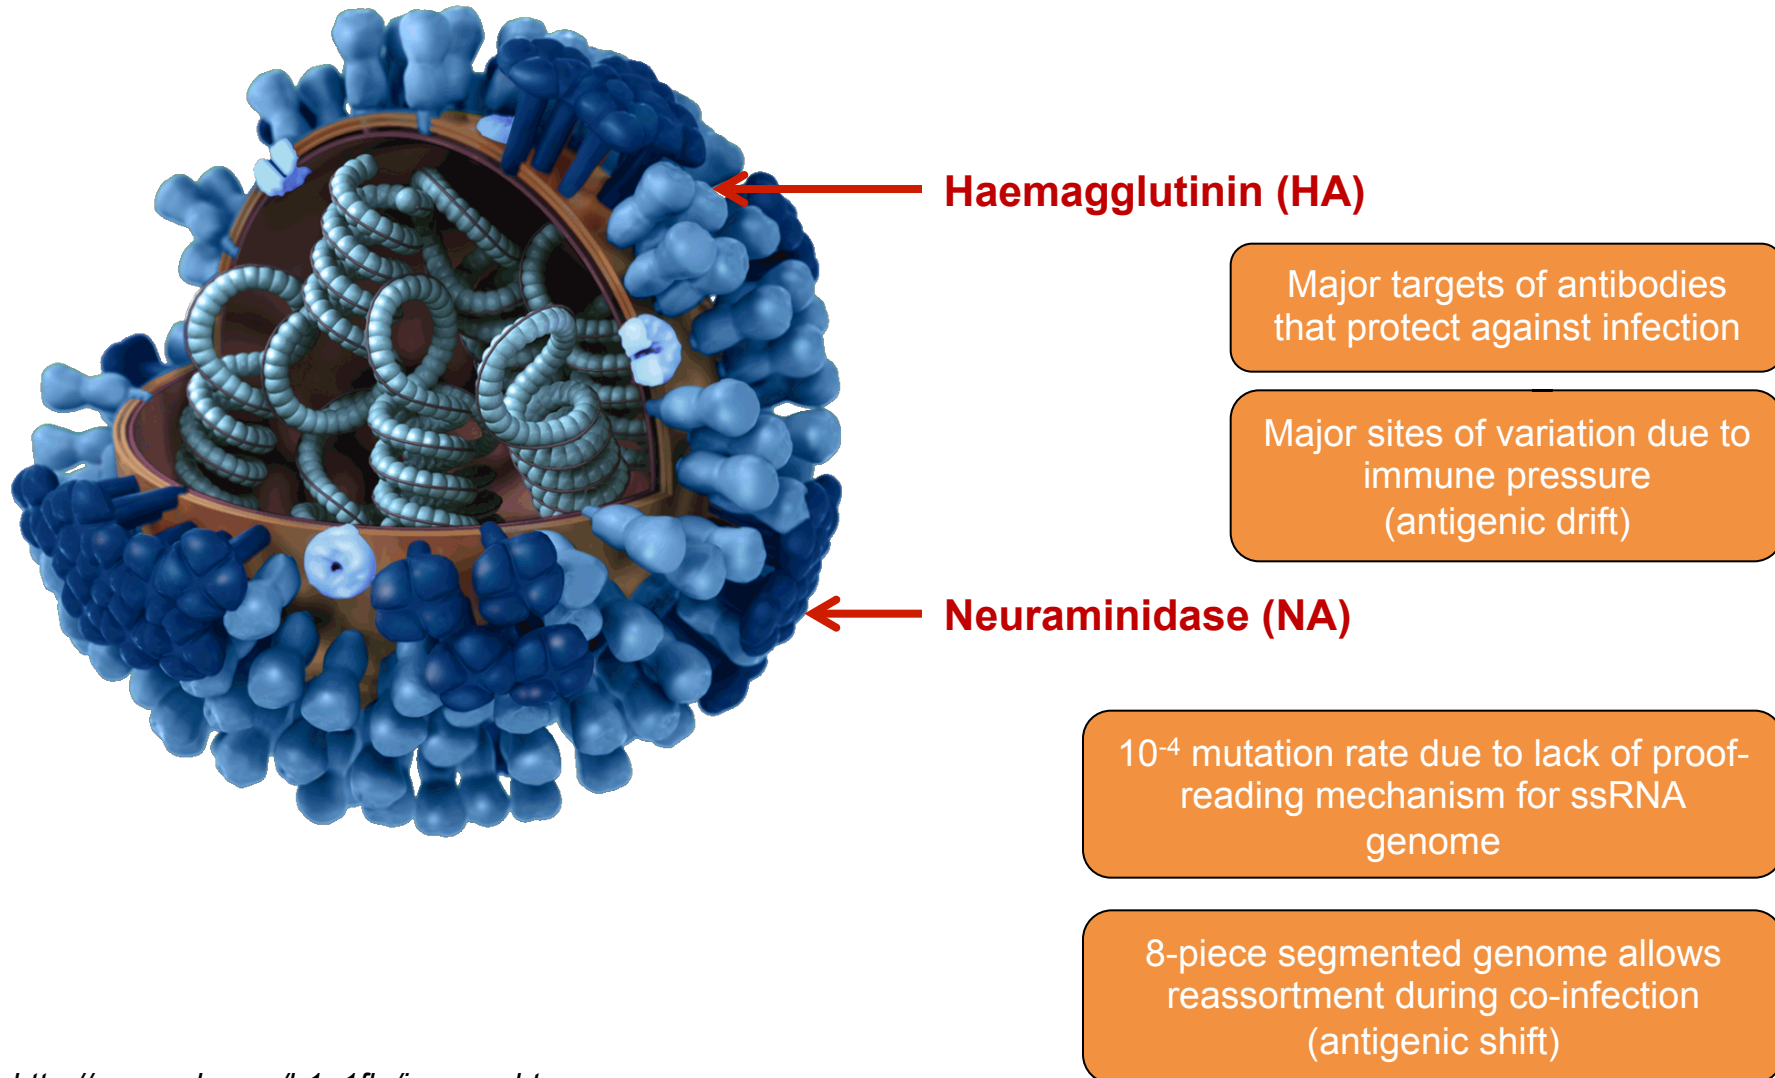 Haemagglutinin (HA)
Major targets of antibodies
that protect against infection
Major sites of variation due to
immune pressure
(antigenic drift)
Neuraminidase (NA)
10⁻⁴ mutation rate due to lack of proof-
reading mechanism for ssRNA
genome
8-piece segmented genome allows
reassortment during co-infection
(antigenic shift)